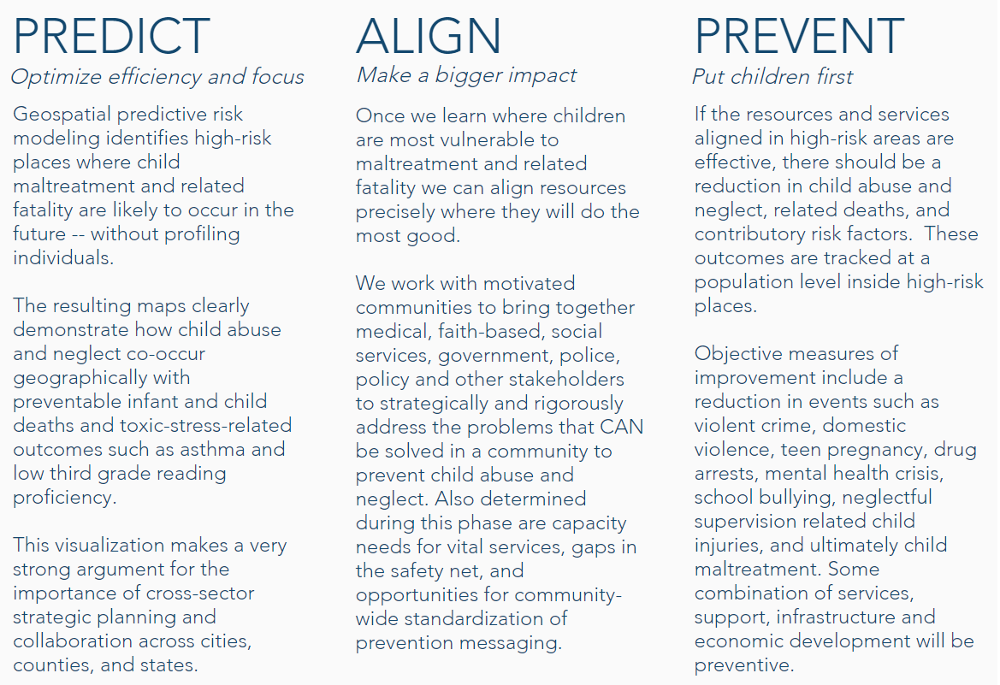 PREDICT
Optimize efficiency and focus
Geospatial predictive risk
modeling identifies high-risk
places where child
maltreatment and related
fatality are likely to occur in the
future -- without profiling
individuals.
The resulting maps clearly
demonstrate how child abuse
and neglect co-occur
geographically with
preventable infant and child
deaths and toxic-stress-related
outcomes such as asthma and
low third grade reading
proficiency.
This visualization makes a very
strong argument for the
importance of cross-sector
strategic planning and
collaboration across cities,
counties, and states.
ALIGN
Make a bigger impact
Once we learn where children
are most vulnerable to
maltreatment and related
fatality we can align resources
precisely where they will do the
most good.
We work with motivated
communities to bring together
medical, faith-based, social
services, government, police,
policy and other stakeholders
to strategically and rigorously
address the problems that CAN
be solved in a community to
prevent child abuse and
neglect. Also determined
during this phase are capacity
needs for vital services, gaps in
the safety net, and
opportunities for community-
wide standardization of
prevention messaging.
PREVENT
Put children first
If the resources and services
aligned in high-risk areas are
effective, there should be a
reduction in child abuse and
neglect, related deaths, and
contributory risk factors.  These
outcomes are tracked at a
population level inside high-risk
places.
Objective measures of
improvement include a
reduction in events such as
violent crime, domestic
violence, teen pregnancy, drug
arrests, mental health crisis,
school bullying, neglectful
supervision related child
injuries, and ultimately child
maltreatment. Some
combination of services,
support, infrastructure and
economic development will be
preventive.